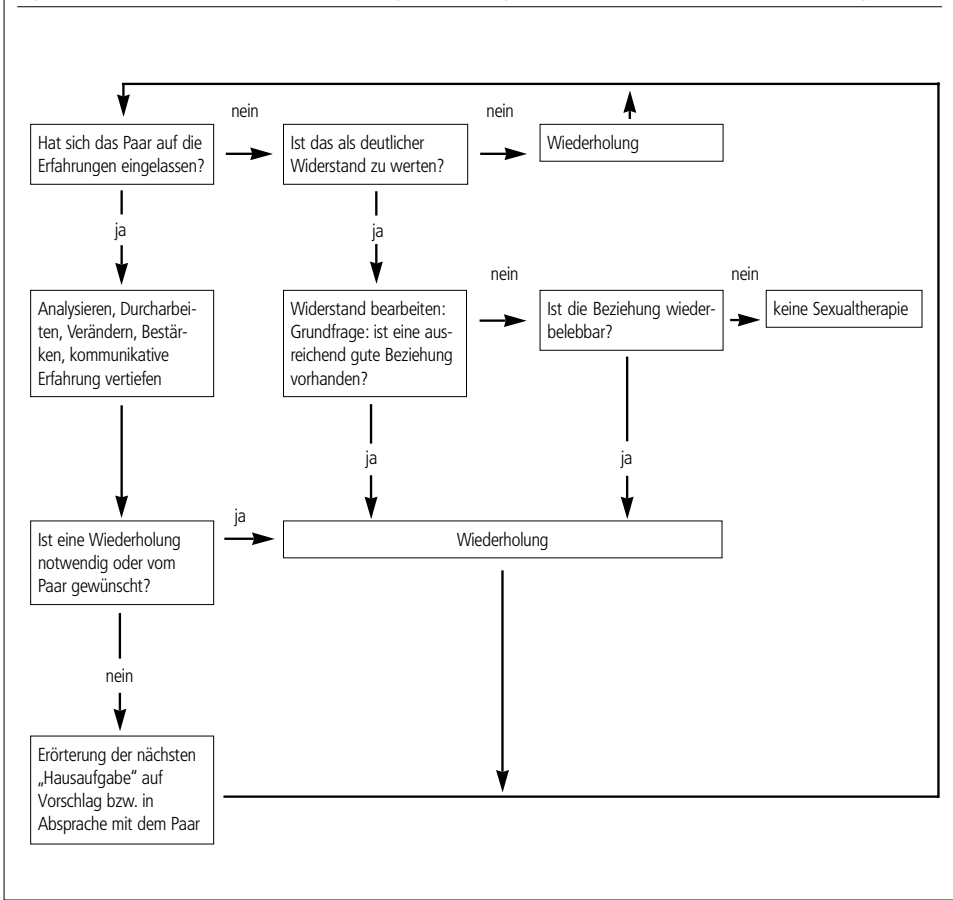 nein
nein
Hat sich das Paar auf die
Erfahrungen eingelassen?
Ist das als deutlicher
Widerstand zu werten?
Wiederholung
ja
ja
nein
nein
Analysieren, Durcharbei-
ten, Verändern, Bestär-
ken, kommunikative
Erfahrung vertiefen
Widerstand bearbeiten:
Grundfrage: ist eine aus-
reichend gute Beziehung
vorhanden?
Ist die Beziehung wieder-
belebbar?
keine Sexualtherapie
ja
ja
ja
Ist eine Wiederholung
notwendig oder vom
Paar gewünscht?
Wiederholung
nein
Erörterung der nächsten
„Hausaufgabe“ auf
Vorschlag bzw. in
Absprache mit dem Paar